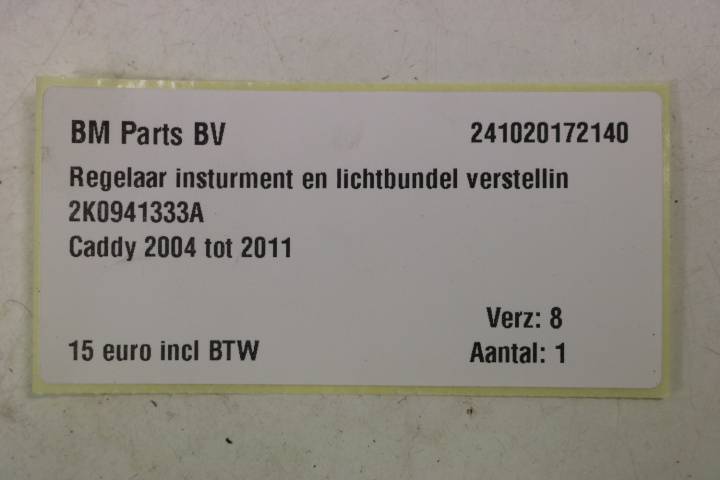 BM Parts BV 241020172140
Regelaar insturment en lichtbundel verstellin
2K0941333A
Caddy 2004 tot 2011
Verz: 8
15 euro incl BTW Aantal: 1